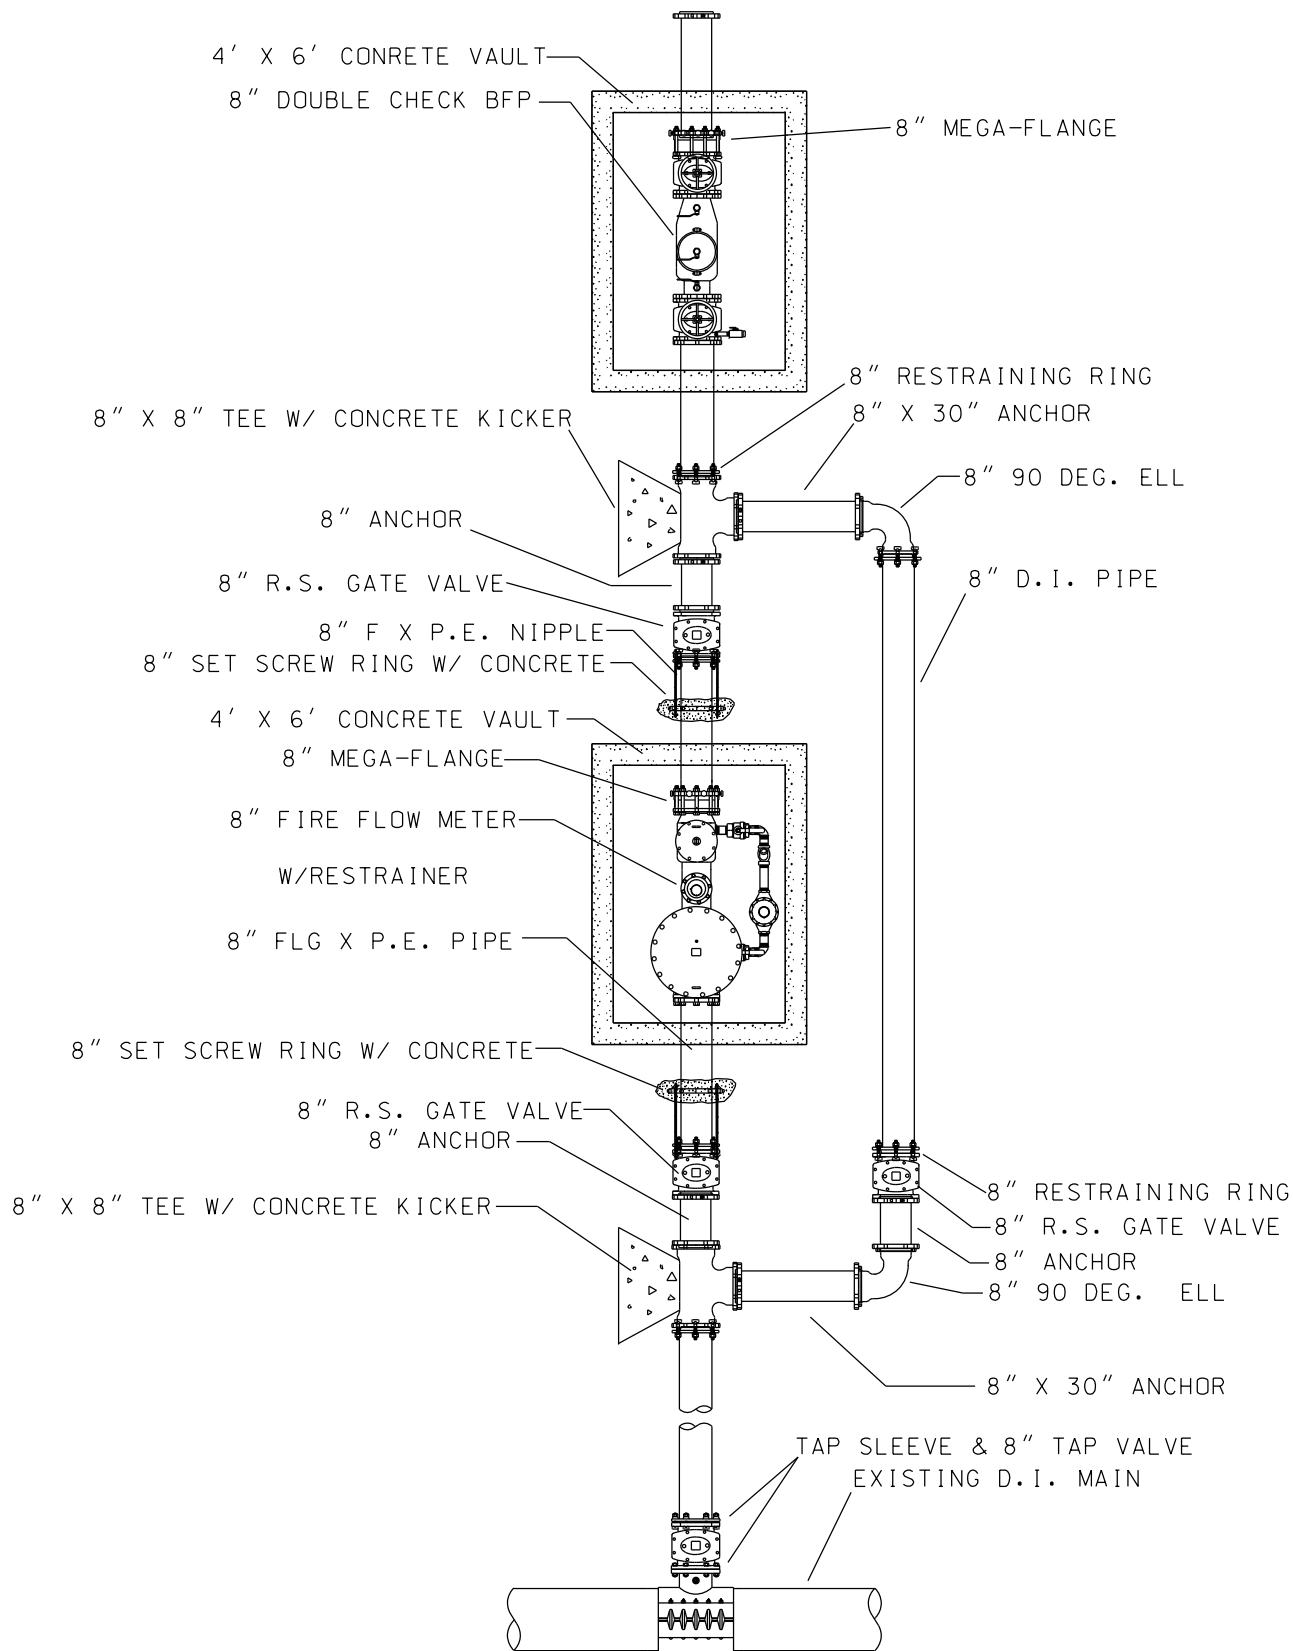 4' X 6' CONRETE VAULT
8" DOUBLE CHECK BFP
8" MEGA-FLANGE
8" RESTRAINING RING
8" X 30" ANCHOR
8" X 8" TEE W/ CONCRETE KICKER
8" 90 DEG. ELL
8" ANCHOR
8" R.S. GATE VALVE
8" D.I. PIPE
8" F X P.E. NIPPLE
8" SET SCREW RING W/ CONCRETE
4' X 6' CONCRETE VAULT
8" MEGA-FLANGE
8" FIRE FLOW METER
W/RESTRAINER
8" FLG X P.E. PIPE
8" SET SCREW RING W/ CONCRETE
8" R.S. GATE VALVE
8" ANCHOR
8" X 8" TEE W/ CONCRETE KICKER
8" RESTRAINING RING
8" R.S. GATE VALVE
8" ANCHOR
8" 90 DEG. ELL
8" X 30" ANCHOR
TAP SLEEVE & 8" TAP VALVE
EXISTING D.I. MAIN